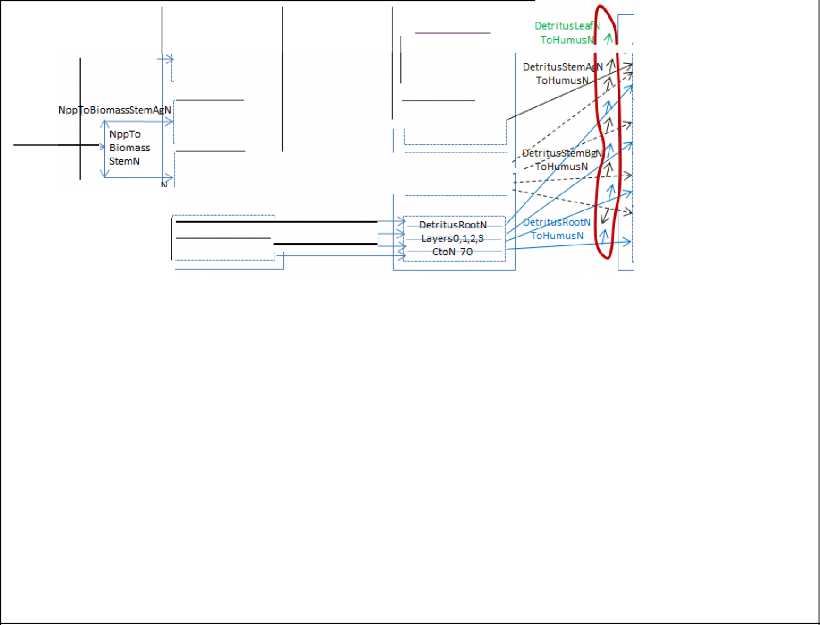 DetritusLeafN
ToHumusN
DetritusStemAgN
ToHumusN
NppToBiomassStemAgN
NppTo
Biomass
StemN
DetritusStemBgN
ToHumusN
N
DetritusRootN
Layers0,1,2,3
CtoN 70
DetritusRootN
ToHumusN